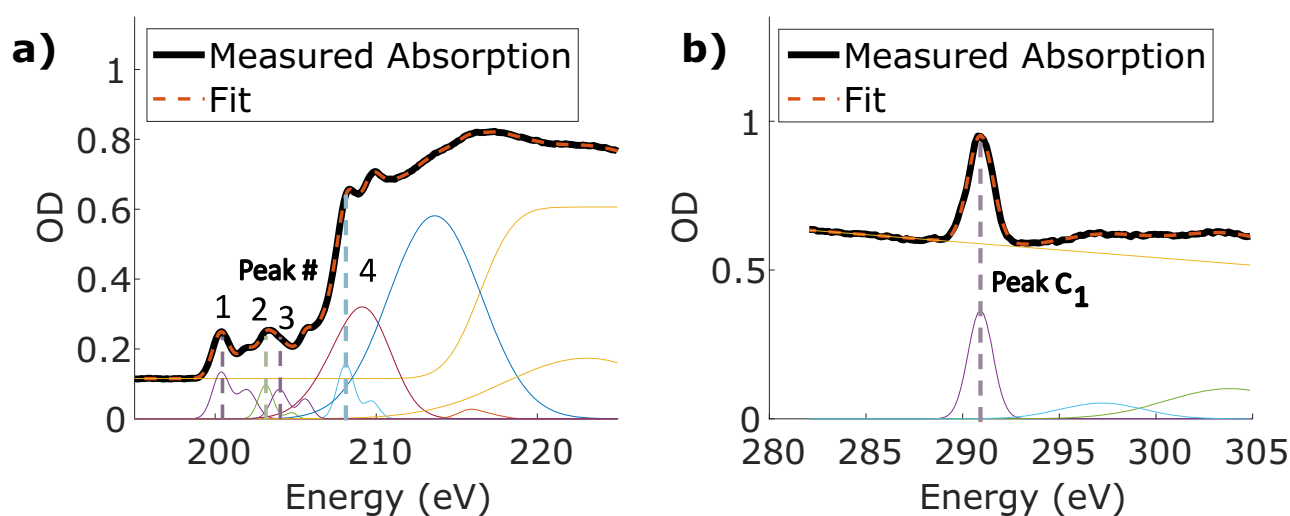 a)
Measured Absorption
Fit
OD
1
0.8
0.6
0.4
0.2
0
Peak #
1
2
3
4
200
210
220
Energy (eV)
b)
Measured Absorption
Fit
OD
1
0.5
0
Peak C1
280
285
290
295
300
305
Energy (eV)